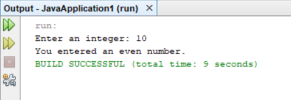 Output - JavaApplication1 (run) ×
run:
Enter an integer: 10
You entered an even number.
BUILD SUCCESSFUL (total time: 9 seconds)